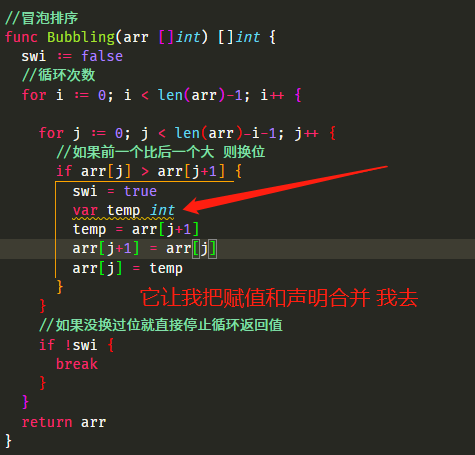 //冒泡排序
func Bubbling(arr []int) []int {
swi := false
//循环次数
for i := 0; i < len(arr)-1; i++ {
for j := 0; j < len(arr)-i-1; j++ {
//如果前一个比后一个大 则换位
if arr[j] > arr[j+1] {
swi = true
var temp int
temp = arr[j+1]
arr[j+1] = arr[j]
arr[j] = temp
}
它让我把赋值和声明合并 我去
}
//如果没换过位就直接停止循环返回值
if !swi {
break
}
}
return arr
}